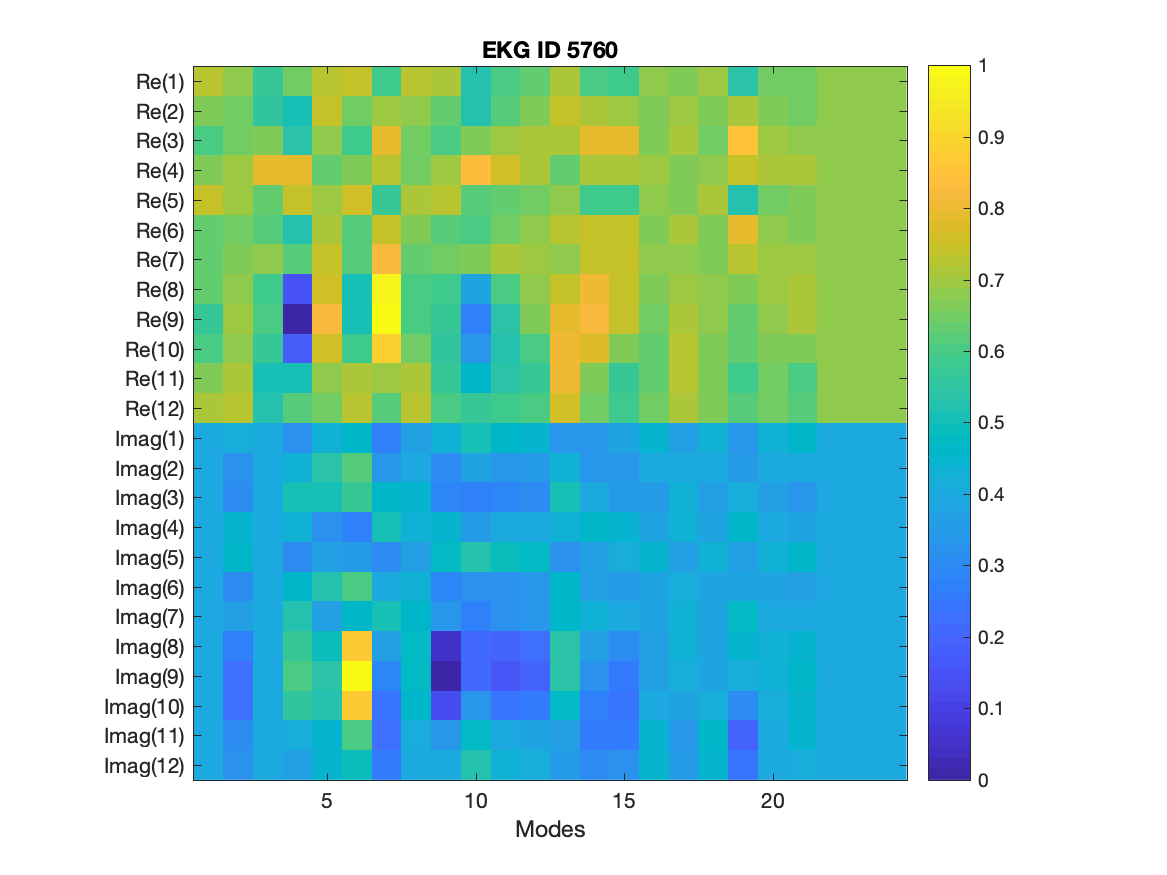 EKG ID 5760
Re(1)
Re(2)
Re(3)
Re(4)
Re(5)
Re(6)
Re(7)
Re(8)
Re(9)
Re(10)
Re(11)
Re(12)
Imag(1)
Imag(2)
Imag(3)
Imag(4)
Imag(5)
Imag(6)
Imag(7)
Imag(8)
Imag(9)
Imag(10)
Imag(11)
Imag(12)
5 10 15 20
Modes
1
0.9
0.8
0.7
0.6
0.5
0.4
0.3
0.2
0.1
0